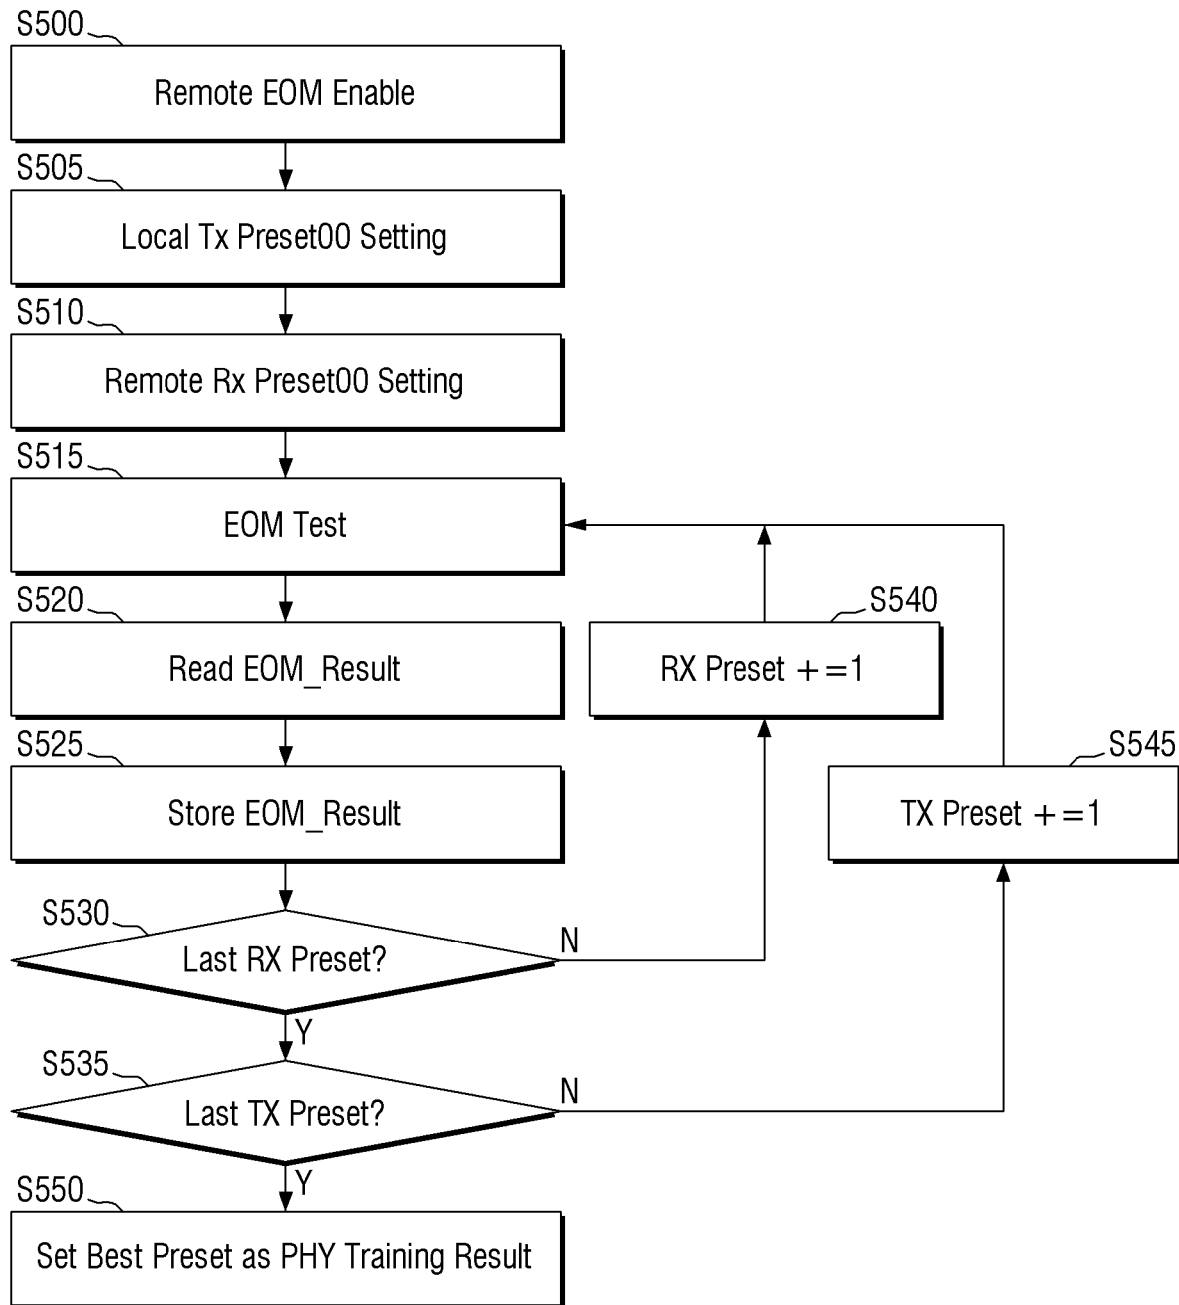 S500
Remote EOM Enable
S505
Local Tx Preset00 Setting
S510
Remote Rx Preset00 Setting
S515
EOM Test
S520
Read EOM_Result
S540
RX Preset +=1
S525
Store EOM_Result
S545
TX Preset +=1
S530
Last RX Preset?
N
Y
S535
Last TX Preset?
N
Y
S550
Set Best Preset as PHY Training Result